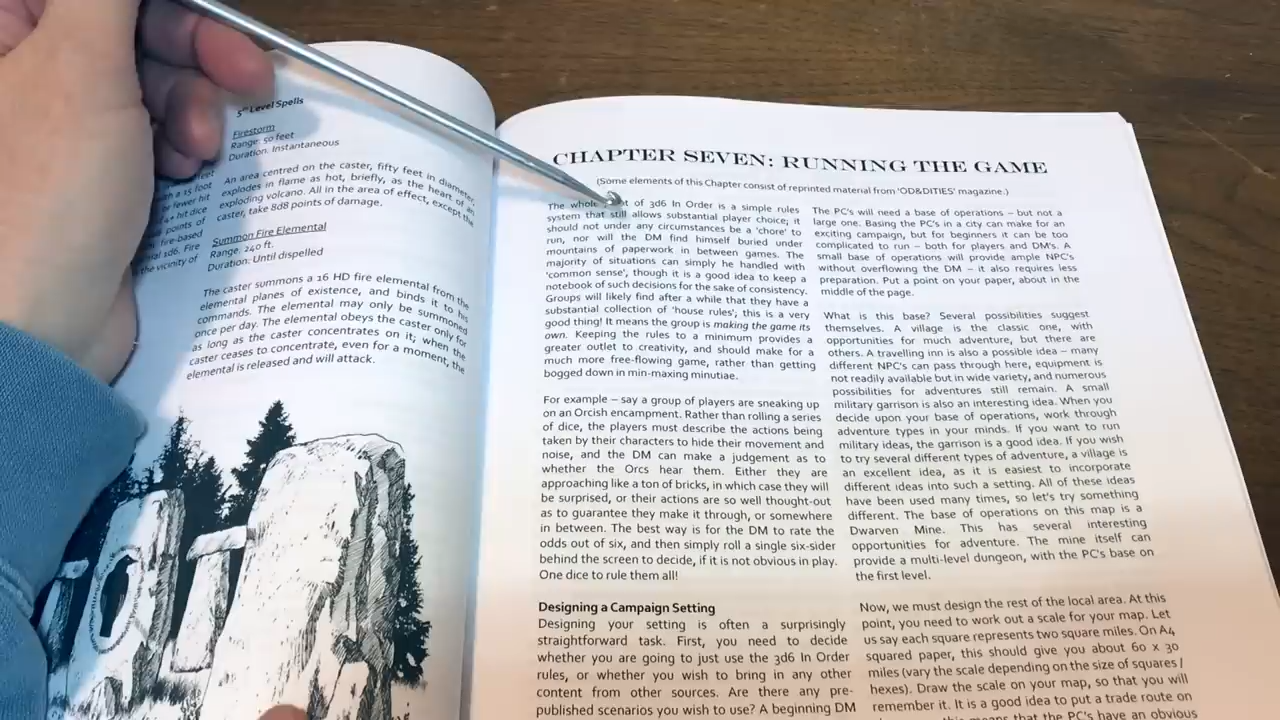 5th Level Spells
Firestorm
Range: 50 feet
Duration: Instantaneous
An area centred on the caster, fifty feet in diameter,
explodes in flame as hot, briefly, as the heart of an
exploding volcano. All in the area of effect, except the
caster, take 8d8 points of damage.
Summon Fire Elemental
Range: 240 ft.
Duration: Until dispelled
The caster summons a 16 HD fire elemental from the
elemental planes of existence, and binds it to his
commands. The elemental may only be summoned
once per day. The elemental obeys the caster only for
as long as the caster concentrates on it; when the
caster ceases to concentrate, even for a moment, the
elemental is released and will attack.
feet
a 15 foot
fewer hit
hit dice
points of
fire-based
1d6. Fire
the vicinity of
CHAPTER SEVEN: RUNNING THE GAME
(Some elements of this Chapter consist of reprinted material from 'OD&DITIES' magazine.)
The whole of 3d6 In Order is a simple rules
system that still allows substantial player choice; it
should not under any circumstances be a 'chore' to
run, nor will the DM find himself buried under
mountains of paperwork in between games. The
majority of situations can simply he handled with
'common sense', though it is a good idea to keep a
notebook of such decisions for the sake of consistency.
Groups will likely find after a while that they have a
substantial collection of 'house rules'; this is a very
good thing! It means the group is making the game its
own. Keeping the rules to a minimum provides a
greater outlet to creativity, and should make for a
much more free-flowing game, rather than getting
bogged down in min-maxing minutiae.
For example – say a group of players are sneaking up
on an Orcish encampment. Rather than rolling a series
of dice, the players must describe the actions being
taken by their characters to hide their movement and
noise, and the DM can make a judgement as to
whether the Orcs hear them. Either they are
approaching like a ton of bricks, in which case they will
be surprised, or their actions are so well thought-out
as to guarantee they make it through, or somewhere
in between. The best way is for the DM to rate the
odds out of six, and then simply roll a single six-sider
behind the screen to decide, if it is not obvious in play.
One dice to rule them all!
Designing a Campaign Setting
Designing your setting is often a surprisingly
straightforward task. First, you need to decide
whether you are going to just use the 3d6 In Order
rules, or whether you wish to bring in any other
content from other sources. Are there any pre-
published scenarios you wish to use? A beginning DM
The PC's will need a base of operations – but not a
large one. Basing the PC's in a city can make for an
exciting campaign, but for beginners it can be too
complicated to run – both for players and DM's. A
small base of operations will provide ample NPC's
without overflowing the DM – it also requires less
preparation. Put a point on your paper, about in the
middle of the page.
What is this base? Several possibilities suggest
themselves. A village is the classic one, with
opportunities for much adventure, but there are
others. A travelling inn is also a possible idea – many
different NPC's can pass through here, equipment is
not readily available but in wide variety, and numerous
possibilities for adventures still remain. A small
military garrison is also an interesting idea. When you
decide upon your base of operations, work through
adventure types in your minds. If you want to run
military ideas, the garrison is a good idea. If you wish
to try several different types of adventure, a village is
an excellent idea, as it is easiest to incorporate
different ideas into such a setting. All of these ideas
have been used many times, so let's try something
different. The base of operations on this map is a
Dwarven Mine. This has several interesting
opportunities for adventure. The mine itself can
provide a multi-level dungeon, with the PC's base on
the first level.
Now, we must design the rest of the local area. At this
point, you need to work out a scale for your map. Let
us say each square represents two square miles. On A4
squared paper, this should give you about 60 x 30
miles (vary the scale depending on the size of squares /
hexes). Draw the scale on your map, so that you will
remember it. It is a good idea to put a trade route on
this means that the PC's have an obvious